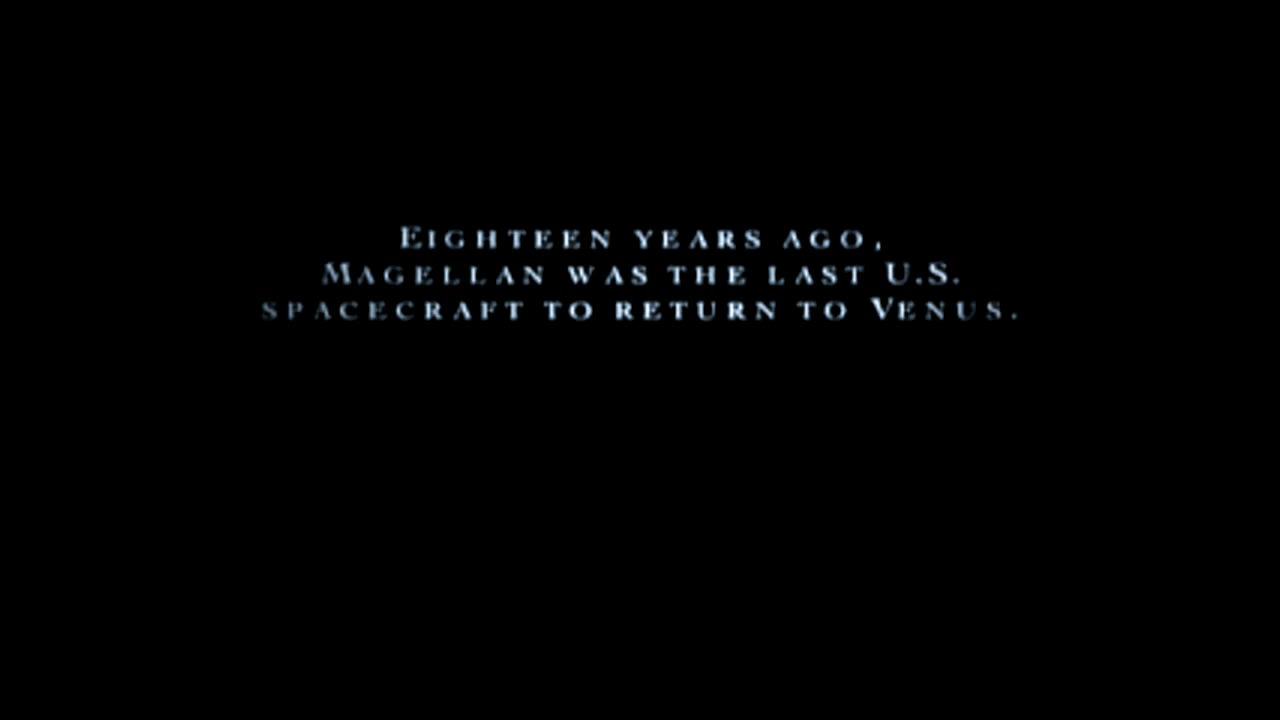 Eighteen years ago,
Magellan was the last U.S.
spacecraft to return to Venus.